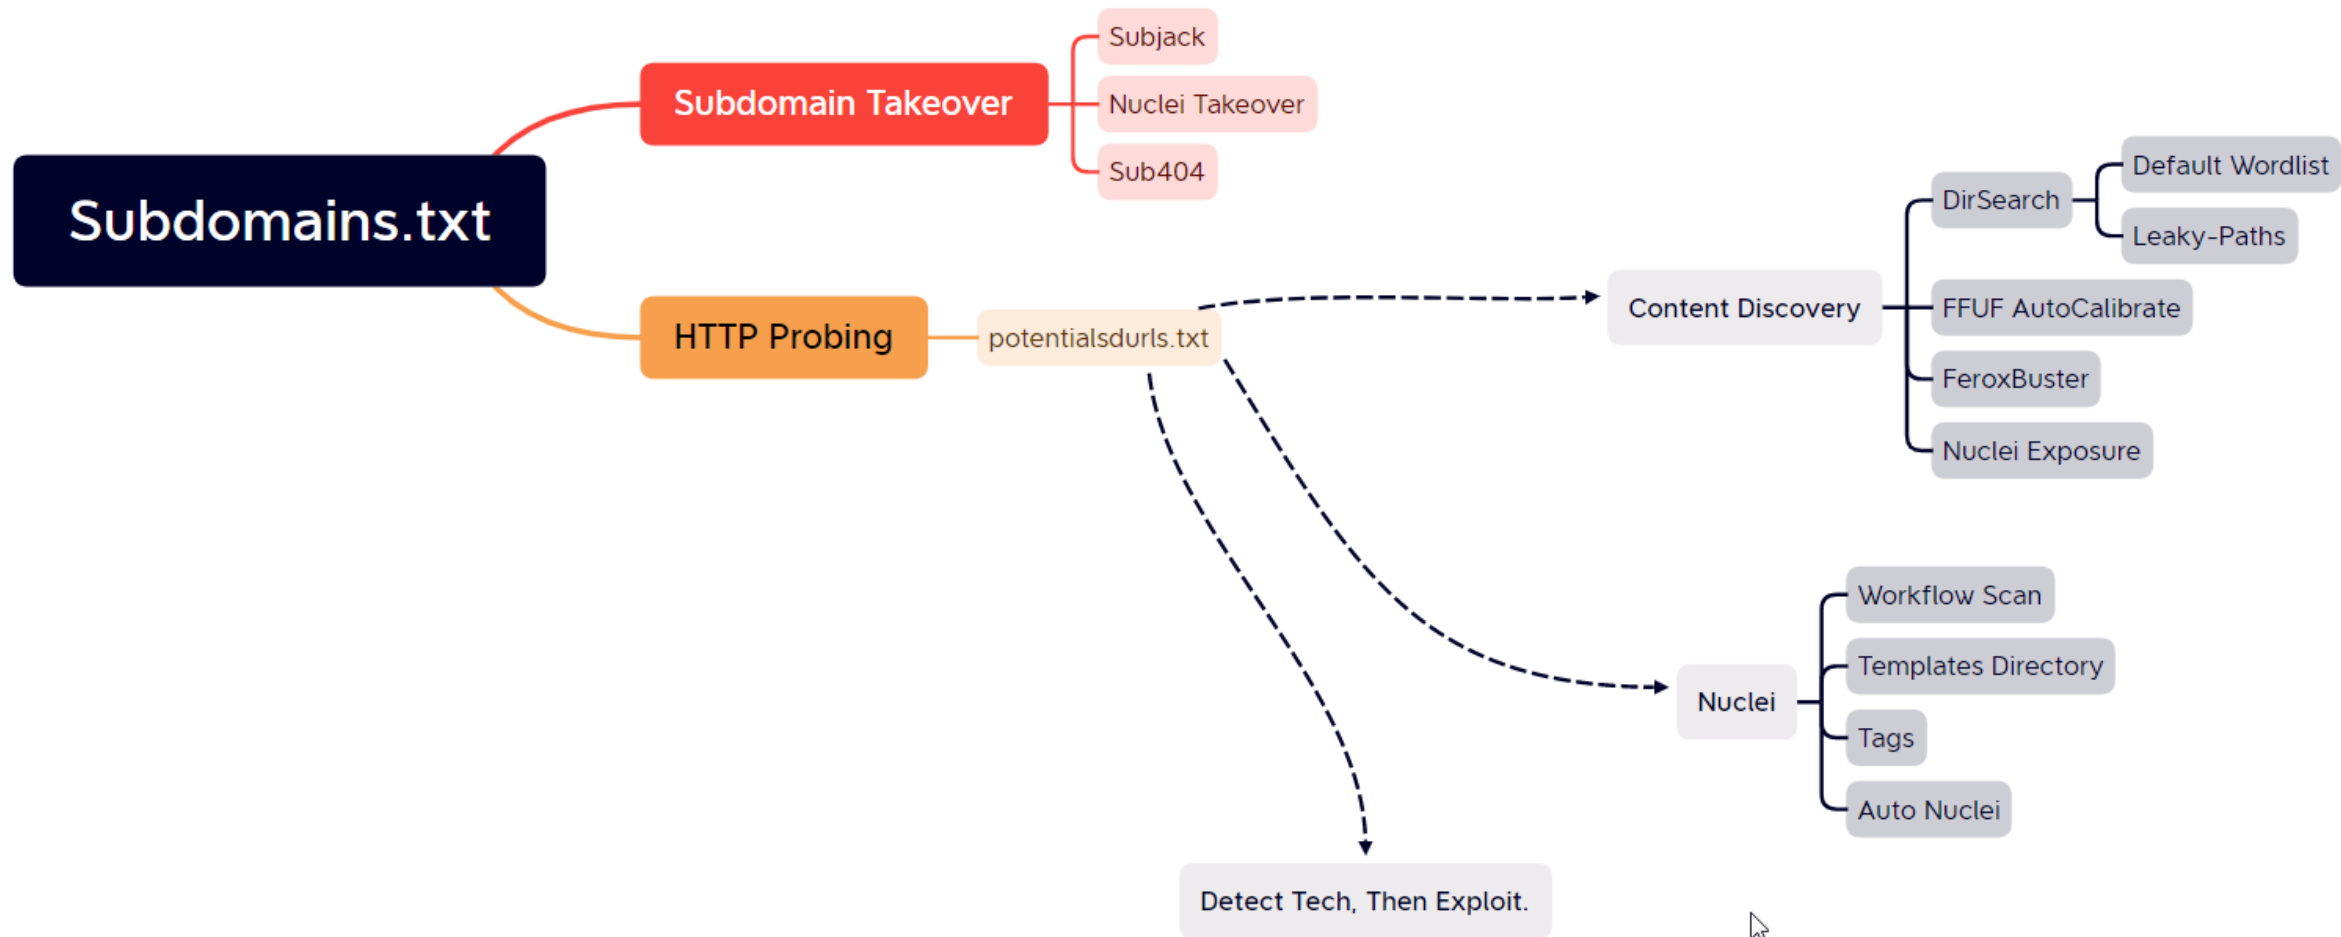 Subdomains.txt
Subdomain Takeover
Subjack
Nuclei Takeover
Sub404
HTTP Probing
potentialsdurls.txt
Content Discovery
DirSearch
Default Wordlist
Leaky-Paths
FFUF AutoCalibrate
FeroxBuster
Nuclei Exposure
Nuclei
Workflow Scan
Templates Directory
Tags
Auto Nuclei
Detect Tech, Then Exploit.